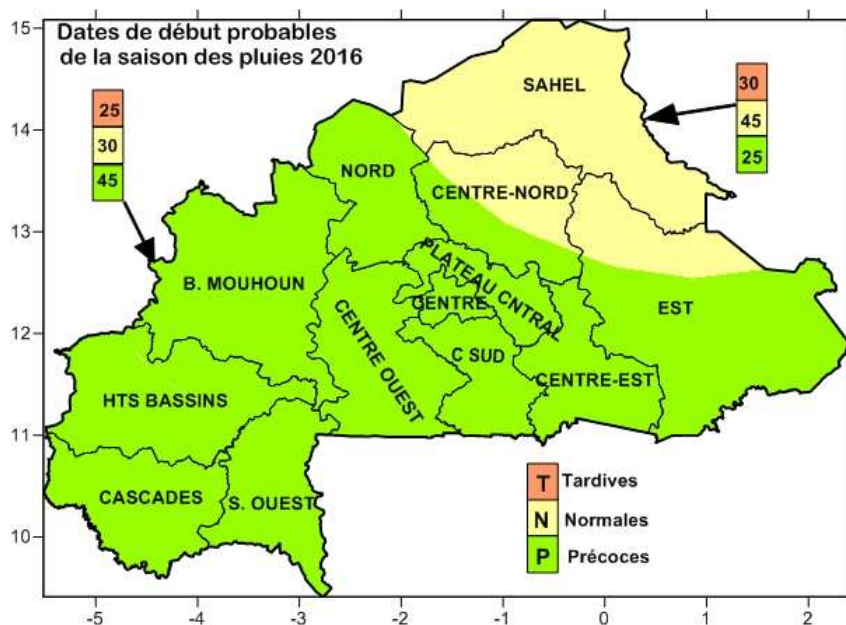 Dates de début probables
de la saison des pluies 2016
15
14
13
12
11
10
25
30
45
30
45
25
SAHEL
NORD
CENTRE-NORD
B. MOUHOUN
PLATEAU CNTRAL
CENTRE
EST
CENTRE OUEST
C SUD
CENTRE-EST
HTS BASSINS
CASCADES
S. OUEST
T Tardives
N Normales
P Précoces
-5 -4 -3 -2 -1 0 1 2